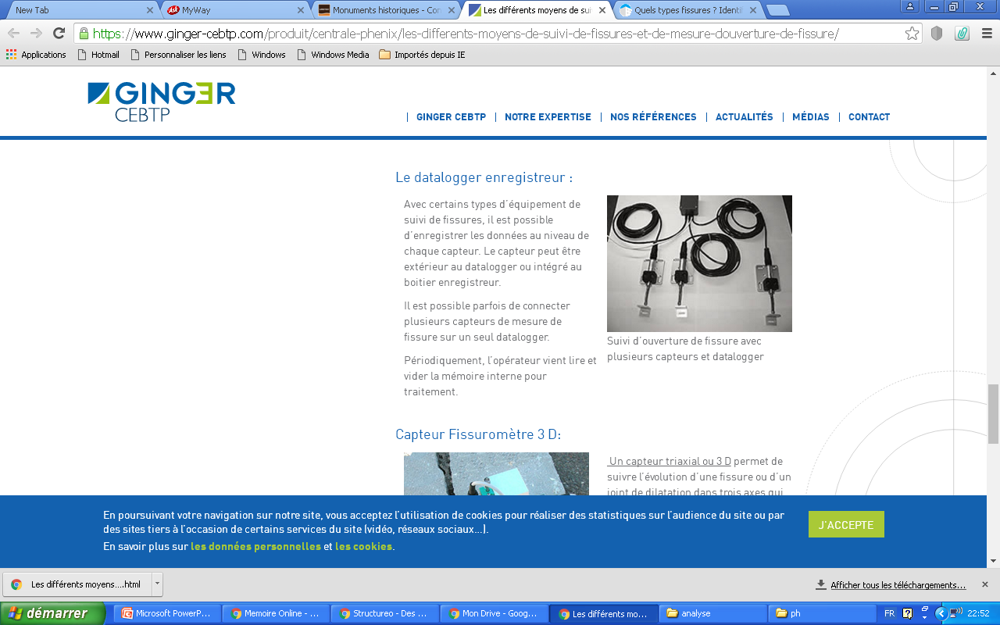 New Tab
MyWay
Monuments historiques - Con
Les différents moyens de sui
Quels types fissures ? Identif
https://www.ginger-cebtp.com/produit/centrale-phenix/les-differents-moyens-de-suivi-de-fissures-et-de-mesure-douverture-de-fissure/
Applications
Hotmail
Personnaliser les liens
Windows
Windows Media
Importés depuis IE
GINGER
CEBTP
GINGER CEBTP
NOTRE EXPERTISE
NOS RÉFÉRENCES
ACTUALITÉS
MÉDIAS
CONTACT
Le datalogger enregistreur :
Avec certains types d'équipement de
suivi de fissures, il est possible
d'enregistrer les données au niveau de
chaque capteur. Le capteur peut être
extérieur au datalogger ou intégré au
boitier enregistreur.
Il est possible parfois de connecter
plusieurs capteurs de mesure de
fissure sur un seul datalogger.
Périodiquement, l'opérateur vient lire et
vider la mémoire interne pour
traitement.
Suivi d'ouverture de fissure avec
plusieurs capteurs et datalogger
Capteur Fissuromètre 3 D:
Un capteur triaxial ou 3 D permet de
suivre l'évolution d'une fissure ou d'un
joint de dilatation dans trois axes qui
En poursuivant votre navigation sur notre site, vous acceptez l'utilisation de cookies pour réaliser des statistiques sur l'audience du site ou par
des sites tiers à l'occasion de certains services du site (vidéo, réseaux sociaux...).
En savoir plus sur les données personnelles et les cookies.
J'ACCEPTE
Les différents moyens....html
Afficher tous les téléchargements...
démarrer
Microsoft PowerP...
Memoire Online - ...
Structureo - Des ...
Mon Drive - Goog...
Les différents mo...
analyse
ph
FR
22:52